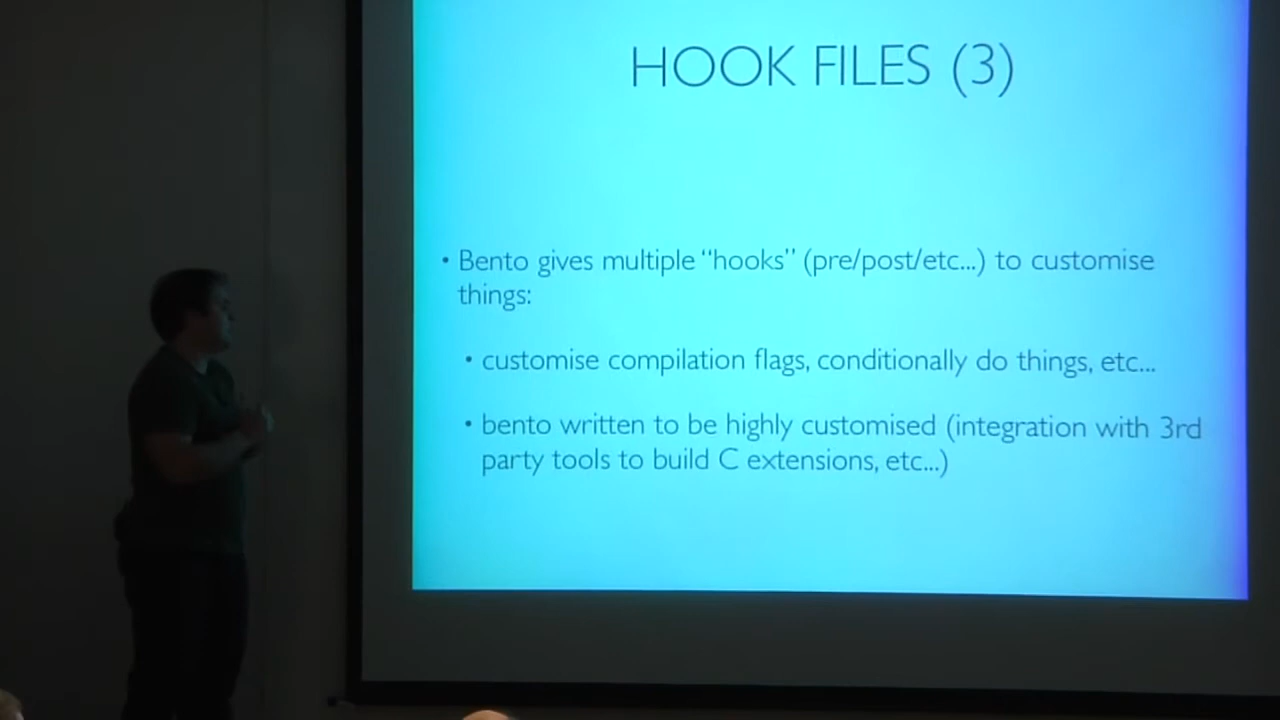 HOOK FILES (3)
• Bento gives multiple “hooks” (pre/post/etc...) to customise
things:
• customise compilation flags, conditionally do things, etc...
• bento written to be highly customised (integration with 3rd
party tools to build C extensions, etc...)